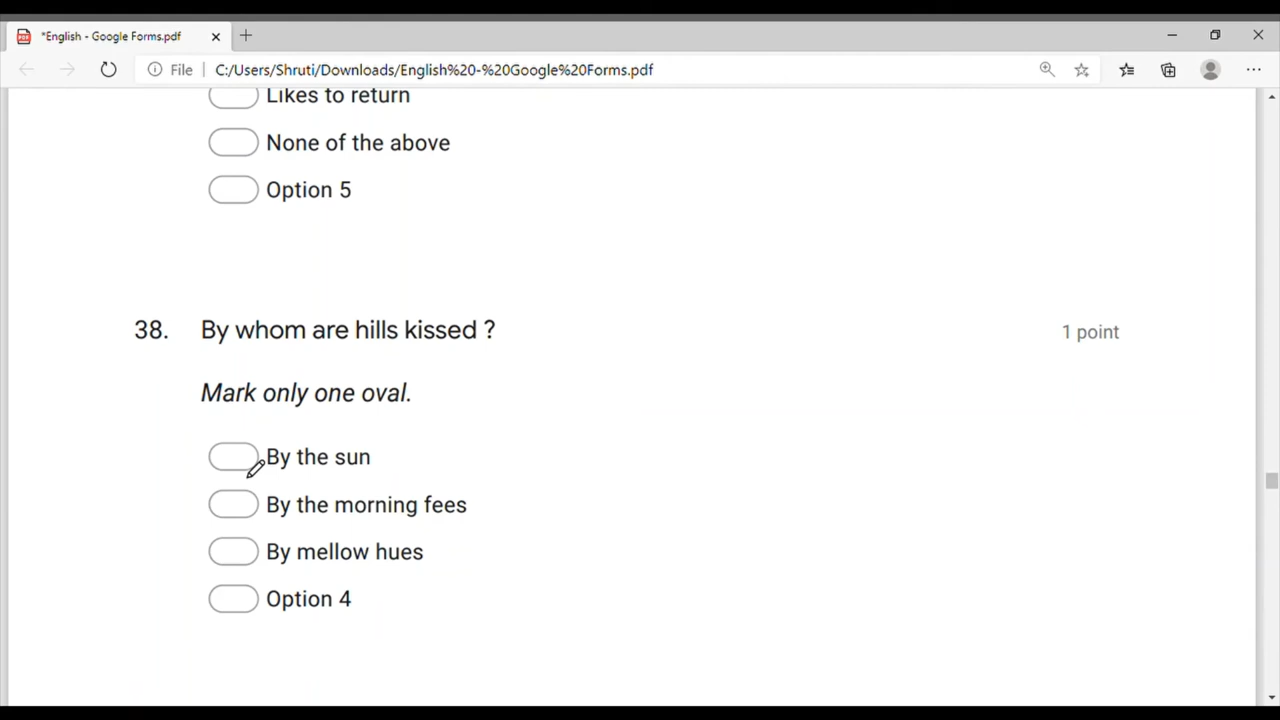 *English - Google Forms.pdf
File
C:/Users/Shruti/Downloads/English%20-%20Google%20Forms.pdf
Likes to return
None of the above
Option 5
38. By whom are hills kissed ? 1 point
Mark only one oval.
By the sun
By the morning fees
By mellow hues
Option 4